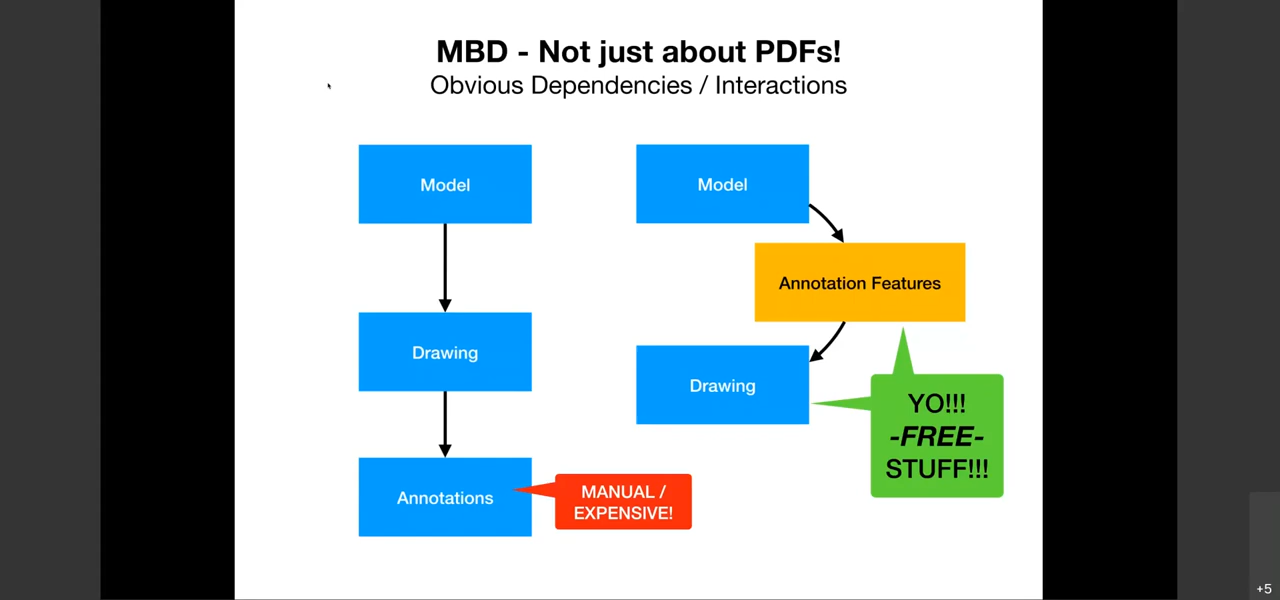 MBD - Not just about PDFs!
Obvious Dependencies / Interactions
Model
Drawing
Annotations
MANUAL /
EXPENSIVE!
Model
Annotation Features
Drawing
YO!!!
-FREE-
STUFF!!!
+5